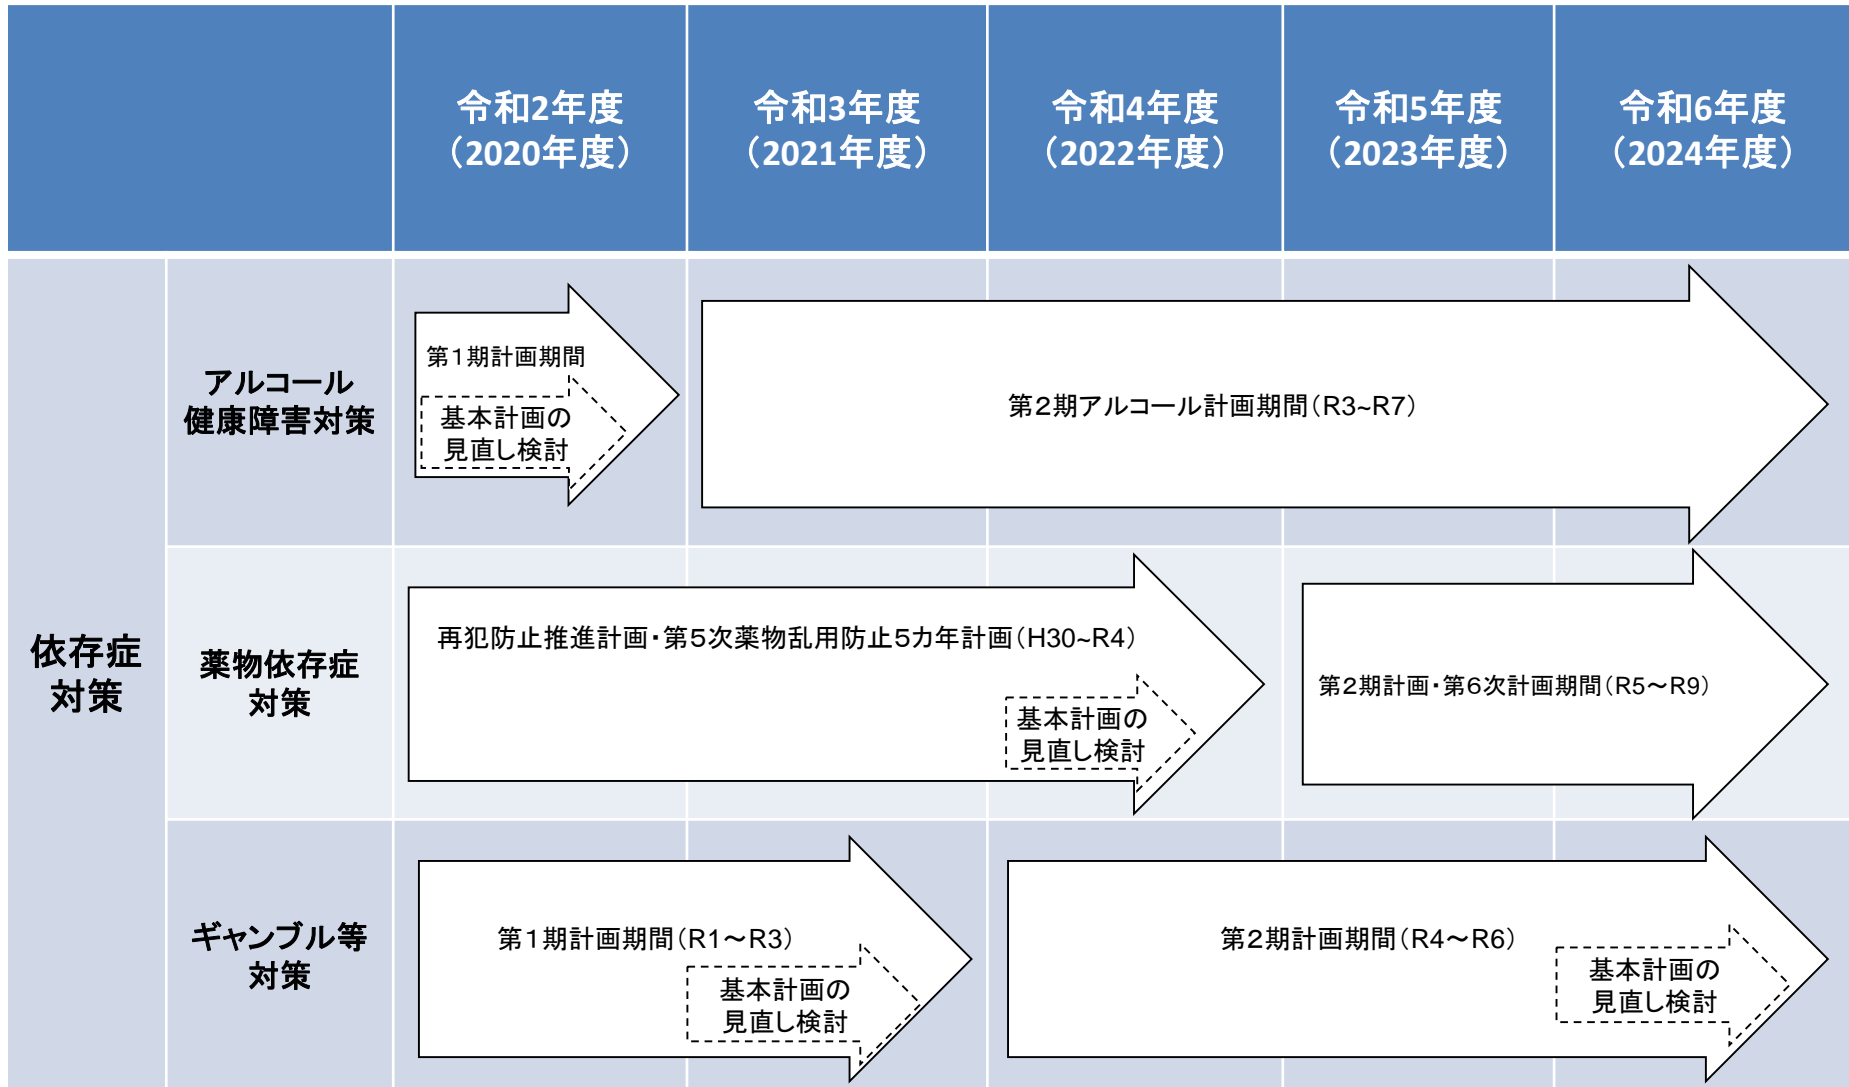 令和2年度
（2020年度）
令和3年度
（2021年度）
令和4年度
（2022年度）
令和5年度
（2023年度）
令和6年度
（2024年度）
依存症
対策
アルコール
健康障害対策
第１期計画期間
基本計画の
見直し検討
第２期アルコール計画期間（R3~R7）
薬物依存症
対策
再犯防止推進計画・第５次薬物乱用防止５カ年計画（H30~R4）
基本計画の
見直し検討
第２期計画・第６次計画期間（R5～R9）
ギャンブル等
対策
第１期計画期間（R1～R3）
基本計画の
見直し検討
第２期計画期間（R4～R6）
基本計画の
見直し検討